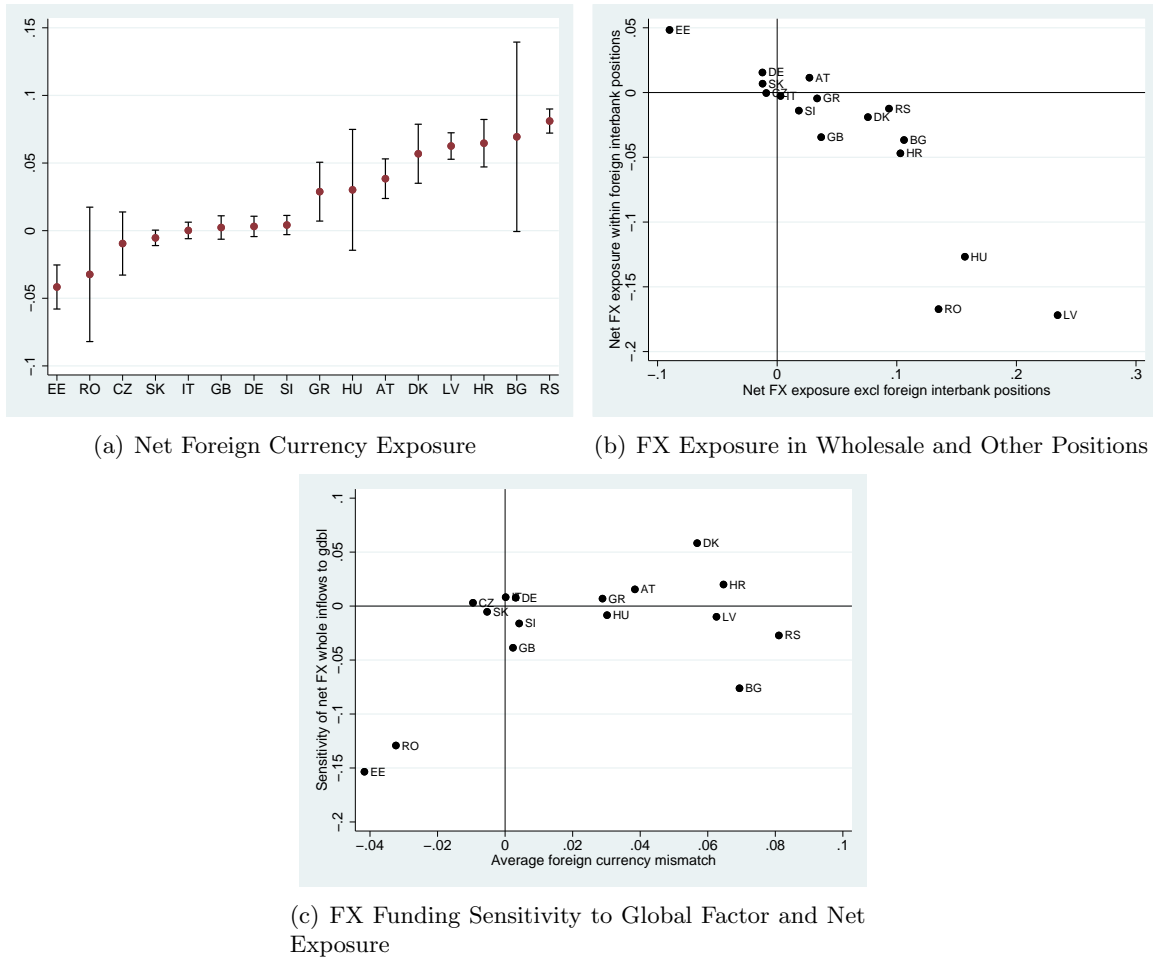 .15
.1
.05
0
−.05
−.1
EE RO CZ SK IT GB DE SI GR HU AT DK LV HR BG RS
(a) Net Foreign Currency Exposure
Net FX exposure within foreign interbank positions
.05
0
−.05
−.1
−.15
−.2
EE
DE
SK
AT
CZ
IT
GR
SI
RS
DK
GB
BG
HR
HU
RO
LV
−.1 0 .1 .2 .3
Net FX exposure excl foreign interbank positions
(b) FX Exposure in Wholesale and Other Positions
Sensitivity of net FX whole inflows to gdbl
.1
.05
0
−.05
−.1
−.15
−.2
DK
HR
AT
DE
GR
CZ
SK
HU
LV
SI
RS
GB
BG
RO
EE
−.04 −.02 0 .02 .04 .06 .08 .1
Average foreign currency mismatch
(c) FX Funding Sensitivity to Global Factor and Net
Exposure